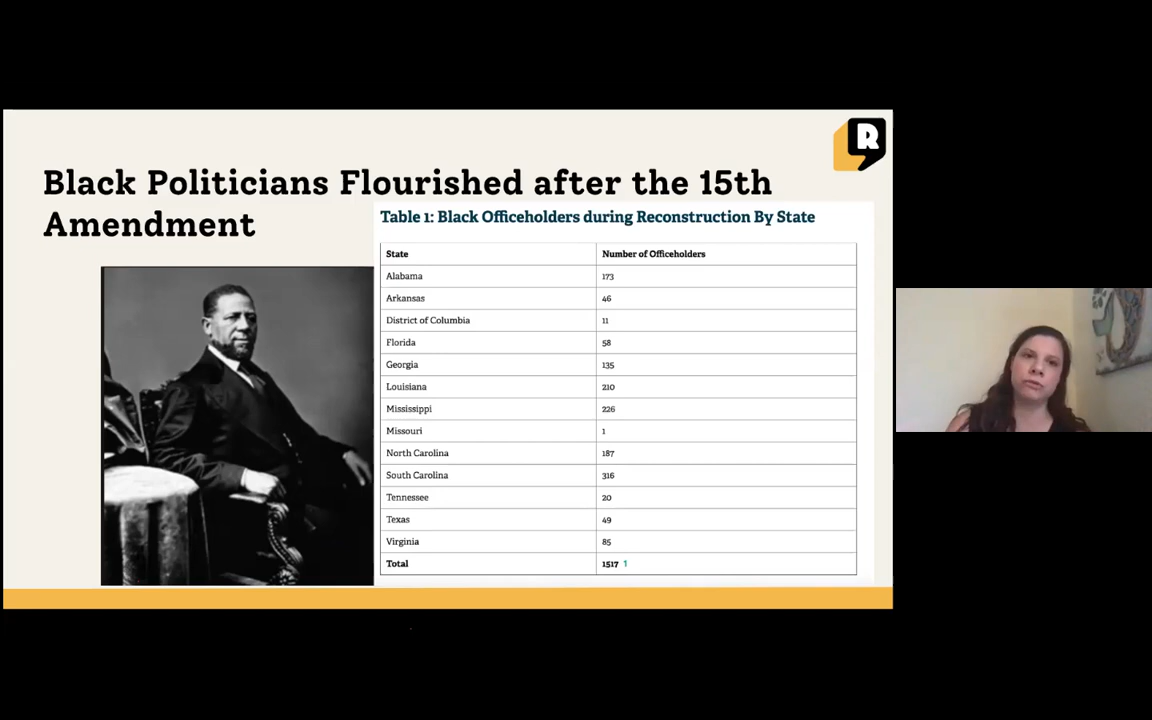 R
Black Politicians Flourished after the 15th
Amendment
Table 1: Black Officeholders during Reconstruction By State
State Number of Officeholders
Alabama 173
Arkansas 46
District of Columbia 11
Florida 58
Georgia 135
Louisiana 210
Mississippi 226
Missouri 1
North Carolina 187
South Carolina 316
Tennessee 20
Texas 49
Virginia 85
Total 1517 1